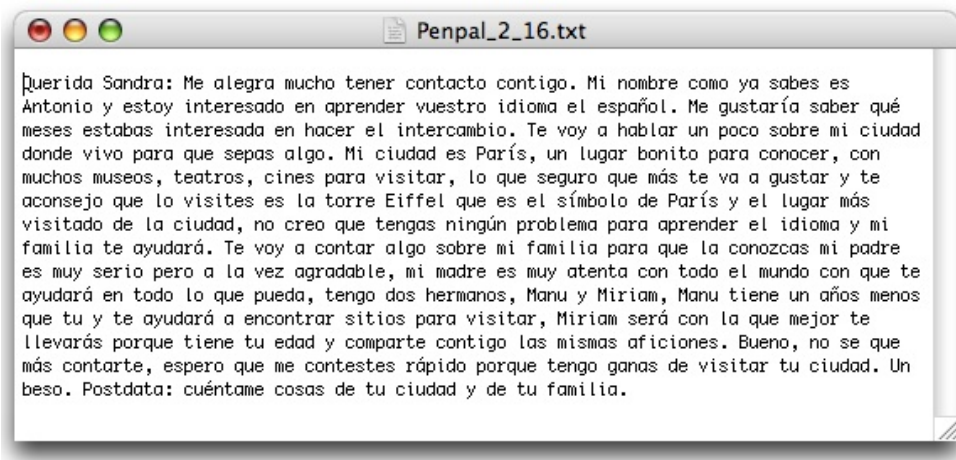 Penpal_2_16.txt
Querida Sandra: Me alegra mucho tener contacto contigo. Mi nombre como ya sabes es
Antonio y estoy interesado en aprender vuestro idioma el español. Me gustaría saber qué
meses estabas interesada en hacer el intercambio. Te voy a hablar un poco sobre mi ciudad
donde vivo para que sepas algo. Mi ciudad es París, un lugar bonito para conocer, con
muchos museos, teatros, cines para visitar, lo que seguro que más te va a gustar y te
aconsejo que lo visites es la torre Eiffel que es el símbolo de París y el lugar más
visitado de la ciudad, no creo que tengas ningún problema para aprender el idioma y mi
familia te ayudará. Te voy a contar algo sobre mi familia para que la conozcas mi padre
es muy serio pero a la vez agradable, mi madre es muy atenta con todo el mundo con que te
ayudará en todo lo que pueda, tengo dos hermanos, Manu y Miriam, Manu tiene un años menos
que tu y te ayudará a encontrar sitios para visitar, Miriam será con la que mejor te
llevarás porque tiene tu edad y comparte contigo las mismas aficiones. Bueno, no se que
más contarte, espero que me contestes rápido porque tengo ganas de visitar tu ciudad. Un
beso. Postdata: cuéntame cosas de tu ciudad y de tu familia.